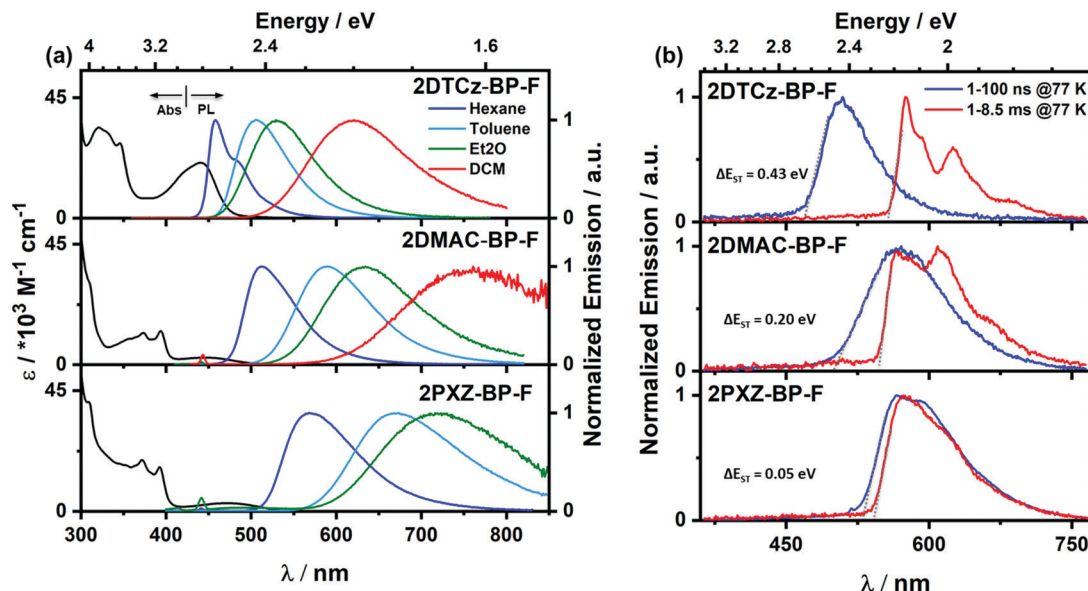 Energy / eV
4 3.2 2.4 1.6
(a)
2DTCz-BP-F
Abs PL
Hexane
Toluene
Et2O
DCM
45
0
1
0
2DMAC-BP-F
45
0
1
0
2PXZ-BP-F
45
0
1
0
ε / *10³ M⁻¹ cm⁻¹
Normalized Emission / a.u.
300 400 500 600 700 800
λ / nm
Energy / eV
3.2 2.8 2.4 2
(b)
2DTCz-BP-F
1-100 ns @77 K
1-8.5 ms @77 K
ΔE_ST = 0.43 eV
1
0
2DMAC-BP-F
ΔE_ST = 0.20 eV
1
0
2PXZ-BP-F
ΔE_ST = 0.05 eV
1
0
Normalized Emission / a.u.
450 600 750
λ / nm